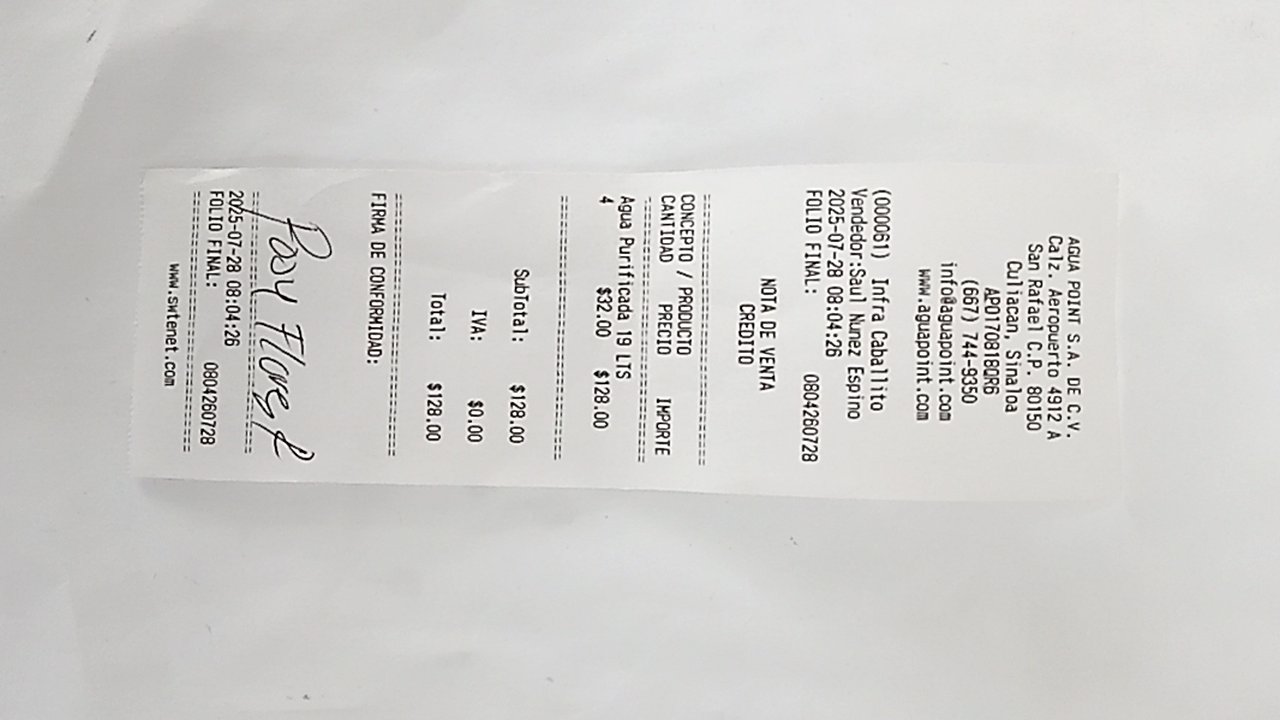 AGUA POINT S.A. DE C.V.
Calz. Aeropuerto 4912 A
San Rafael C.P. 80150
Culiacan, Sinaloa
APO170818QR6
(667) 744-9350
info@aguapoint.com
www.aguapoint.com
(000061) Infra Caballito
Vendedor:Saul Nunez Espino
2025-07-28 08:04:26
FOLIO FINAL: 0804260728
NOTA DE VENTA
CREDITO
CONCEPTO / PRODUCTO
CANTIDAD PRECIO IMPORTE
Agua Purificada 19 LTS
4 $32.00 $128.00
SubTotal: $128.00
IVA: $0.00
Total: $128.00
FIRMA DE CONFORMIDAD:
Rosy Flores
2025-07-28 08:04:26
FOLIO FINAL: 0804260728
www.swtenet.com